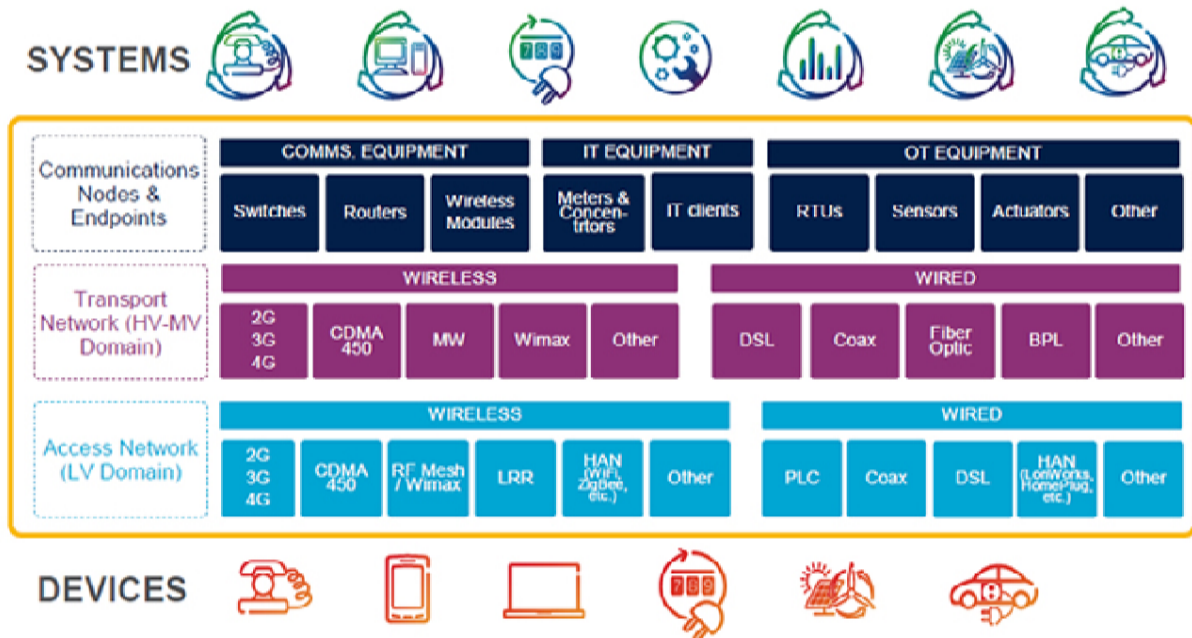 SYSTEMS
Communications
Nodes &
Endpoints
COMMS. EQUIPMENT
IT EQUIPMENT
OT EQUIPMENT
Switches
Routers
Wireless
Modules
Meters &
Concen-
trtors
IT clients
RTUs
Sensors
Actuators
Other
Transport
Network (HV-MV
Domain)
WIRELESS
WIRED
2G
3G
4G
CDMA
450
MW
Wimax
Other
DSL
Coax
Fiber
Optic
BPL
Other
Access Network
(LV Domain)
WIRELESS
WIRED
2G
3G
4G
CDMA
450
RF Mesh
/ Wimax
LRR
HAN
(WiFi,
ZigBee,
etc.)
Other
PLC
Coax
DSL
HAN
(LonWorks,
HomePlug,
etc.)
Other
DEVICES